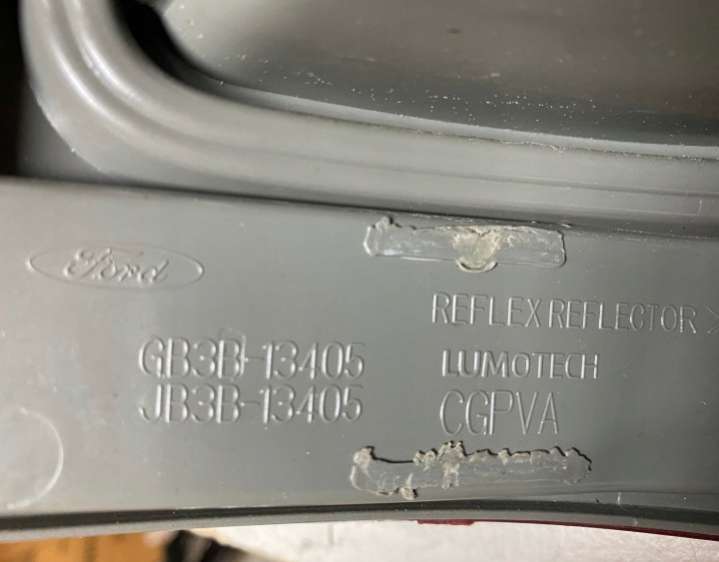 Ford
REFLEX REFLECTOR >
GB3B-13405
LUMOTECH
JB3B-13405
CGPVA